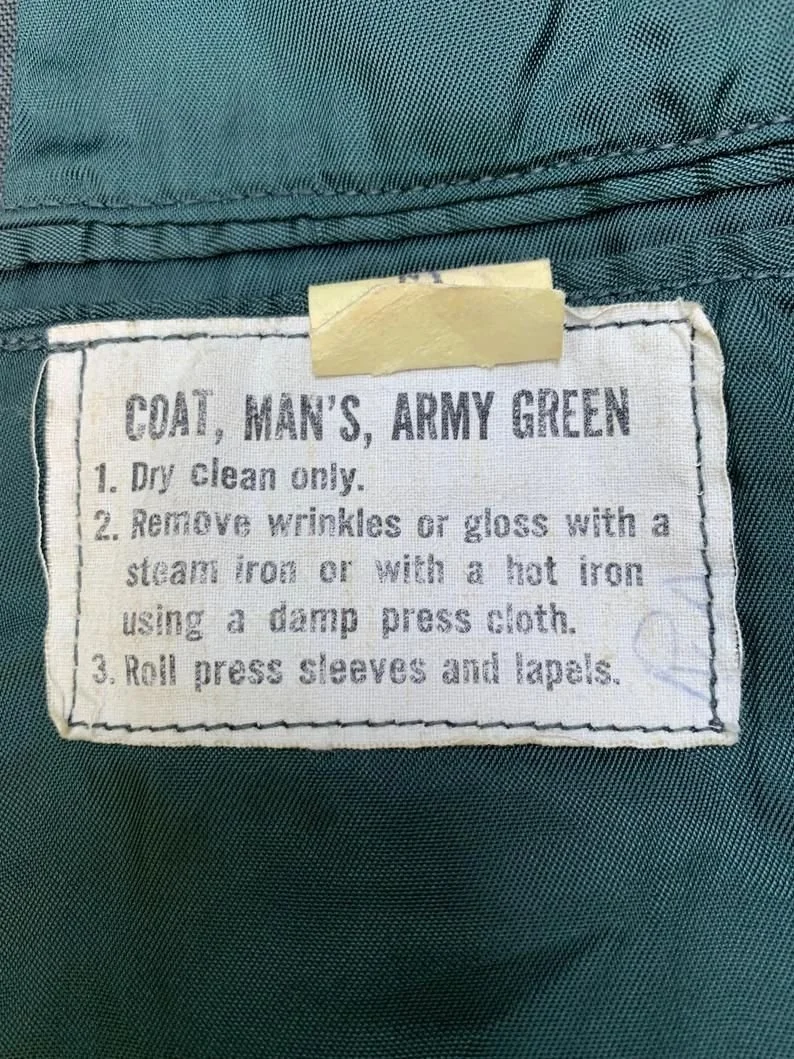 COAT, MAN'S, ARMY GREEN
1. Dry clean only.
2. Remove wrinkles or gloss with a
steam iron or with a hot iron
using a damp press cloth.
3. Roll press sleeves and lapels.